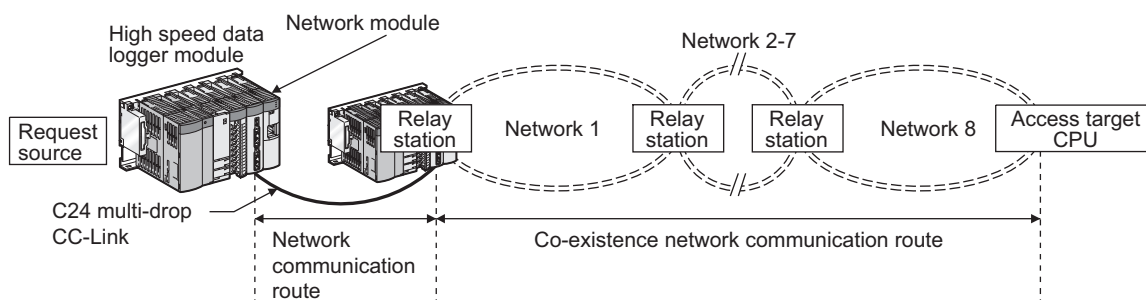 High speed data
logger module
Network module
Network 2-7
Request
source
Relay
station
Network 1
Relay
station
Relay
station
Network 8
Access target
CPU
C24 multi-drop
CC-Link
Network
communication
route
Co-existence network communication route